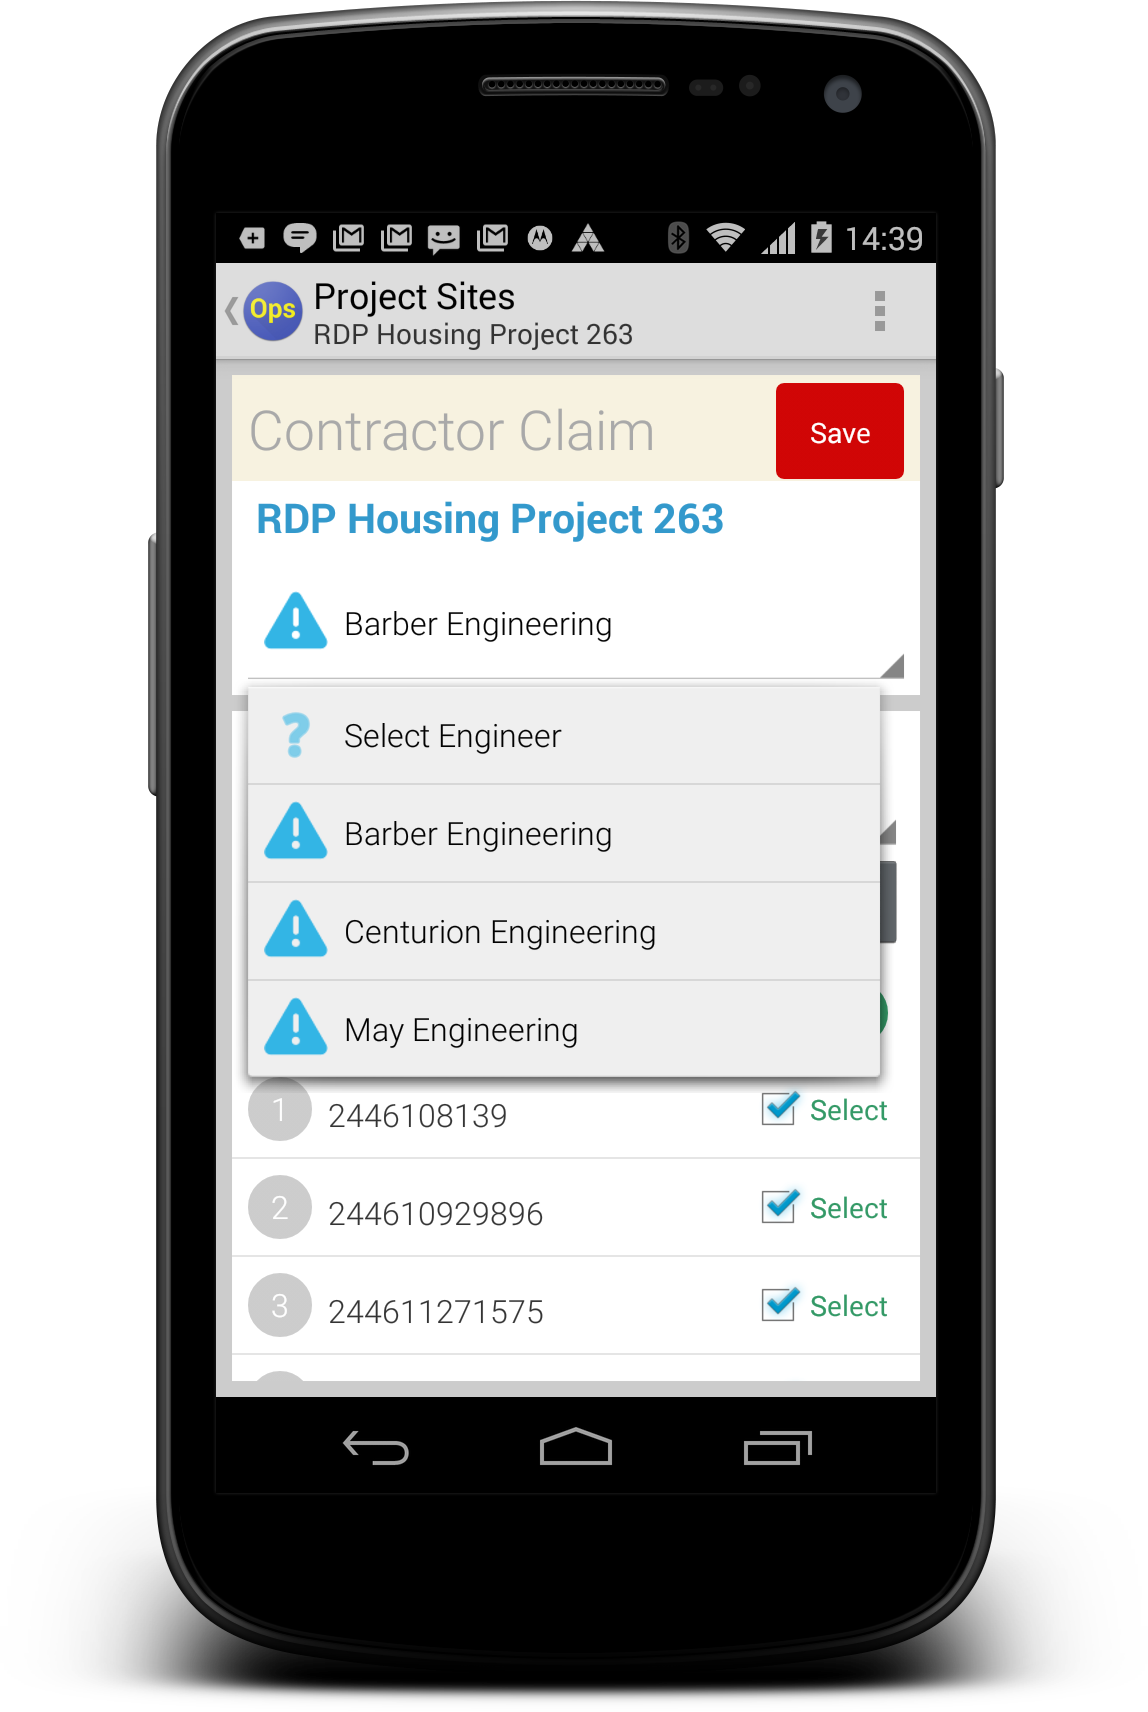 14:39
Ops
Project Sites
RDP Housing Project 263
Contractor Claim
Save
RDP Housing Project 263
Barber Engineering
Select Engineer
Barber Engineering
Centurion Engineering
May Engineering
1 2446108139 Select
2 244610929896 Select
3 244611271575 Select